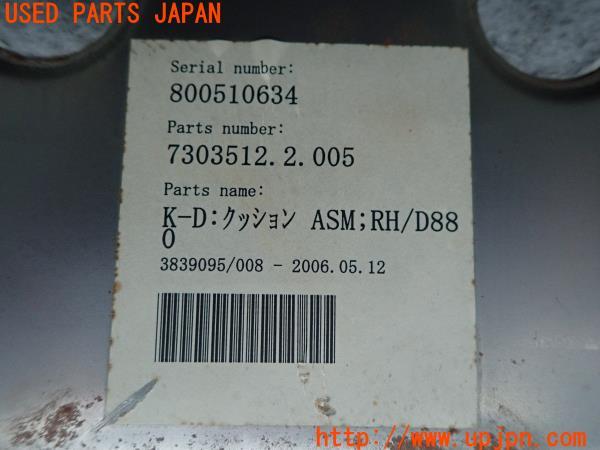 USED PARTS JAPAN
Serial number:
800510634
Parts number:
7303512.2.005
Parts name:
K-D:ｸｯｼｮﾝ ASM;RH/D88
0
3839095/008 - 2006.05.12
http://www.upjpn.com